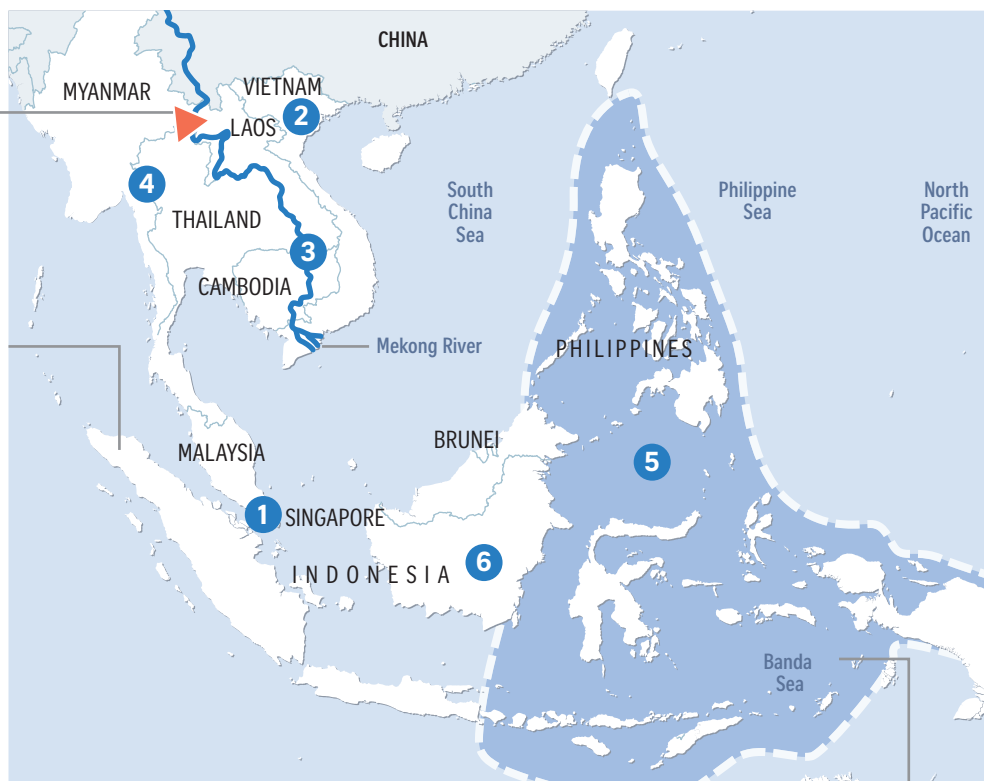 CHINA
MYANMAR
VIETNAM
2
LAOS
4
South
China
Sea
Philippine
Sea
North
Pacific
Ocean
THAILAND
3
CAMBODIA
Mekong River
PHILIPPINES
MALAYSIA
BRUNEI
5
1
SINGAPORE
INDONESIA
6
Banda
Sea